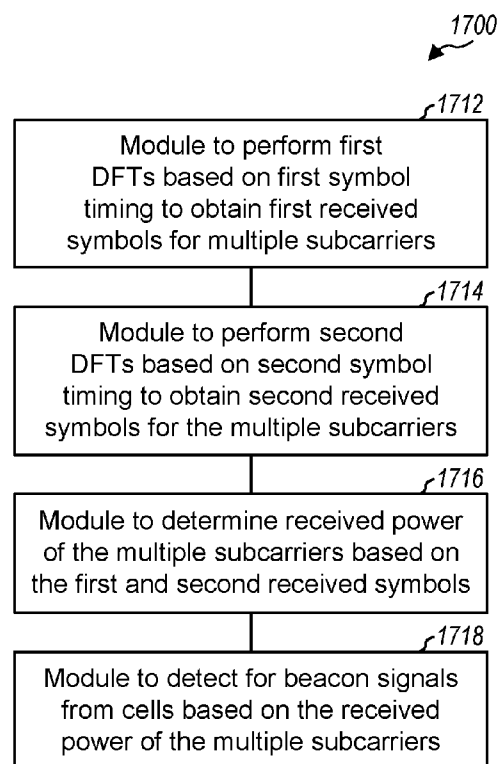 1700
1712
Module to perform first
DFTs based on first symbol
timing to obtain first received
symbols for multiple subcarriers
1714
Module to perform second
DFTs based on second symbol
timing to obtain second received
symbols for the multiple subcarriers
1716
Module to determine received power
of the multiple subcarriers based on
the first and second received symbols
1718
Module to detect for beacon signals
from cells based on the received
power of the multiple subcarriers